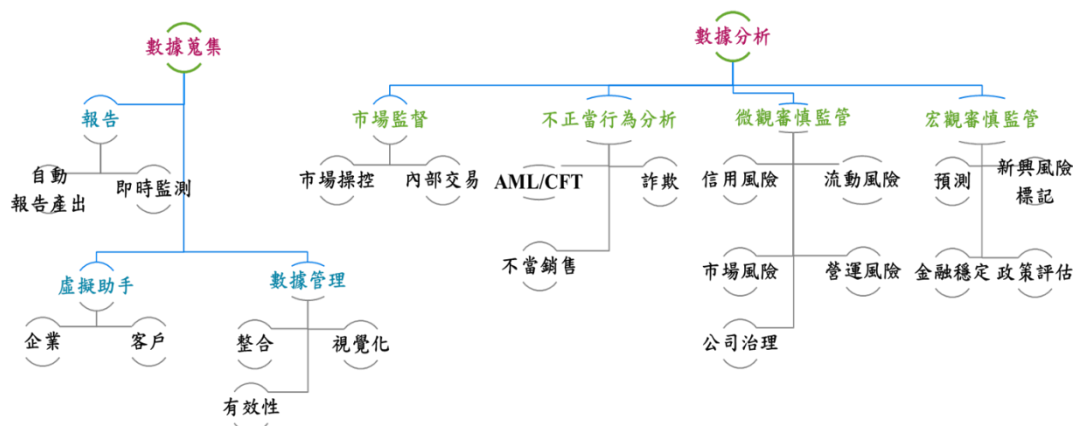 數據蒐集
報告
自動
報告產出
即時監測
虛擬助手
企業
客戶
數據管理
整合
視覺化
有效性
數據分析
市場監督
市場操控
內部交易
不正當行為分析
AML/CFT
詐欺
不當銷售
微觀審慎監管
信用風險
流動風險
市場風險
營運風險
公司治理
宏觀審慎監管
預測
新興風險
標記
金融穩定
政策評估